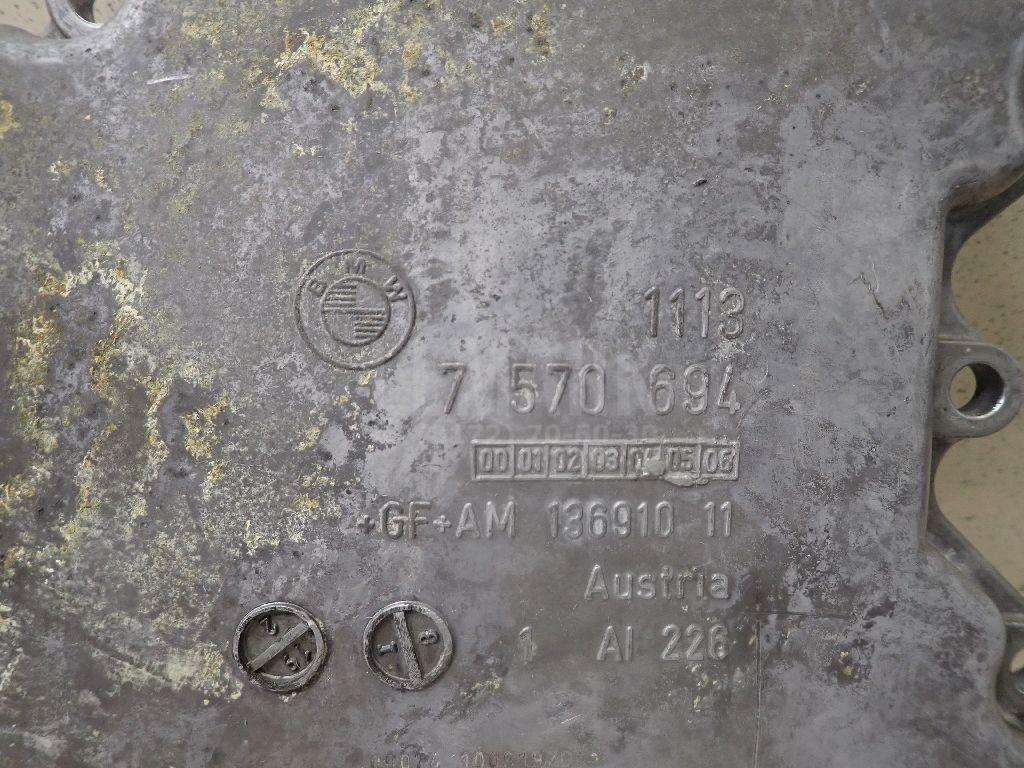 BMW
1113
7 570 694
00 01 02 03 04 05 06
+GF+AM 136910 11
Austria
1 Al 226